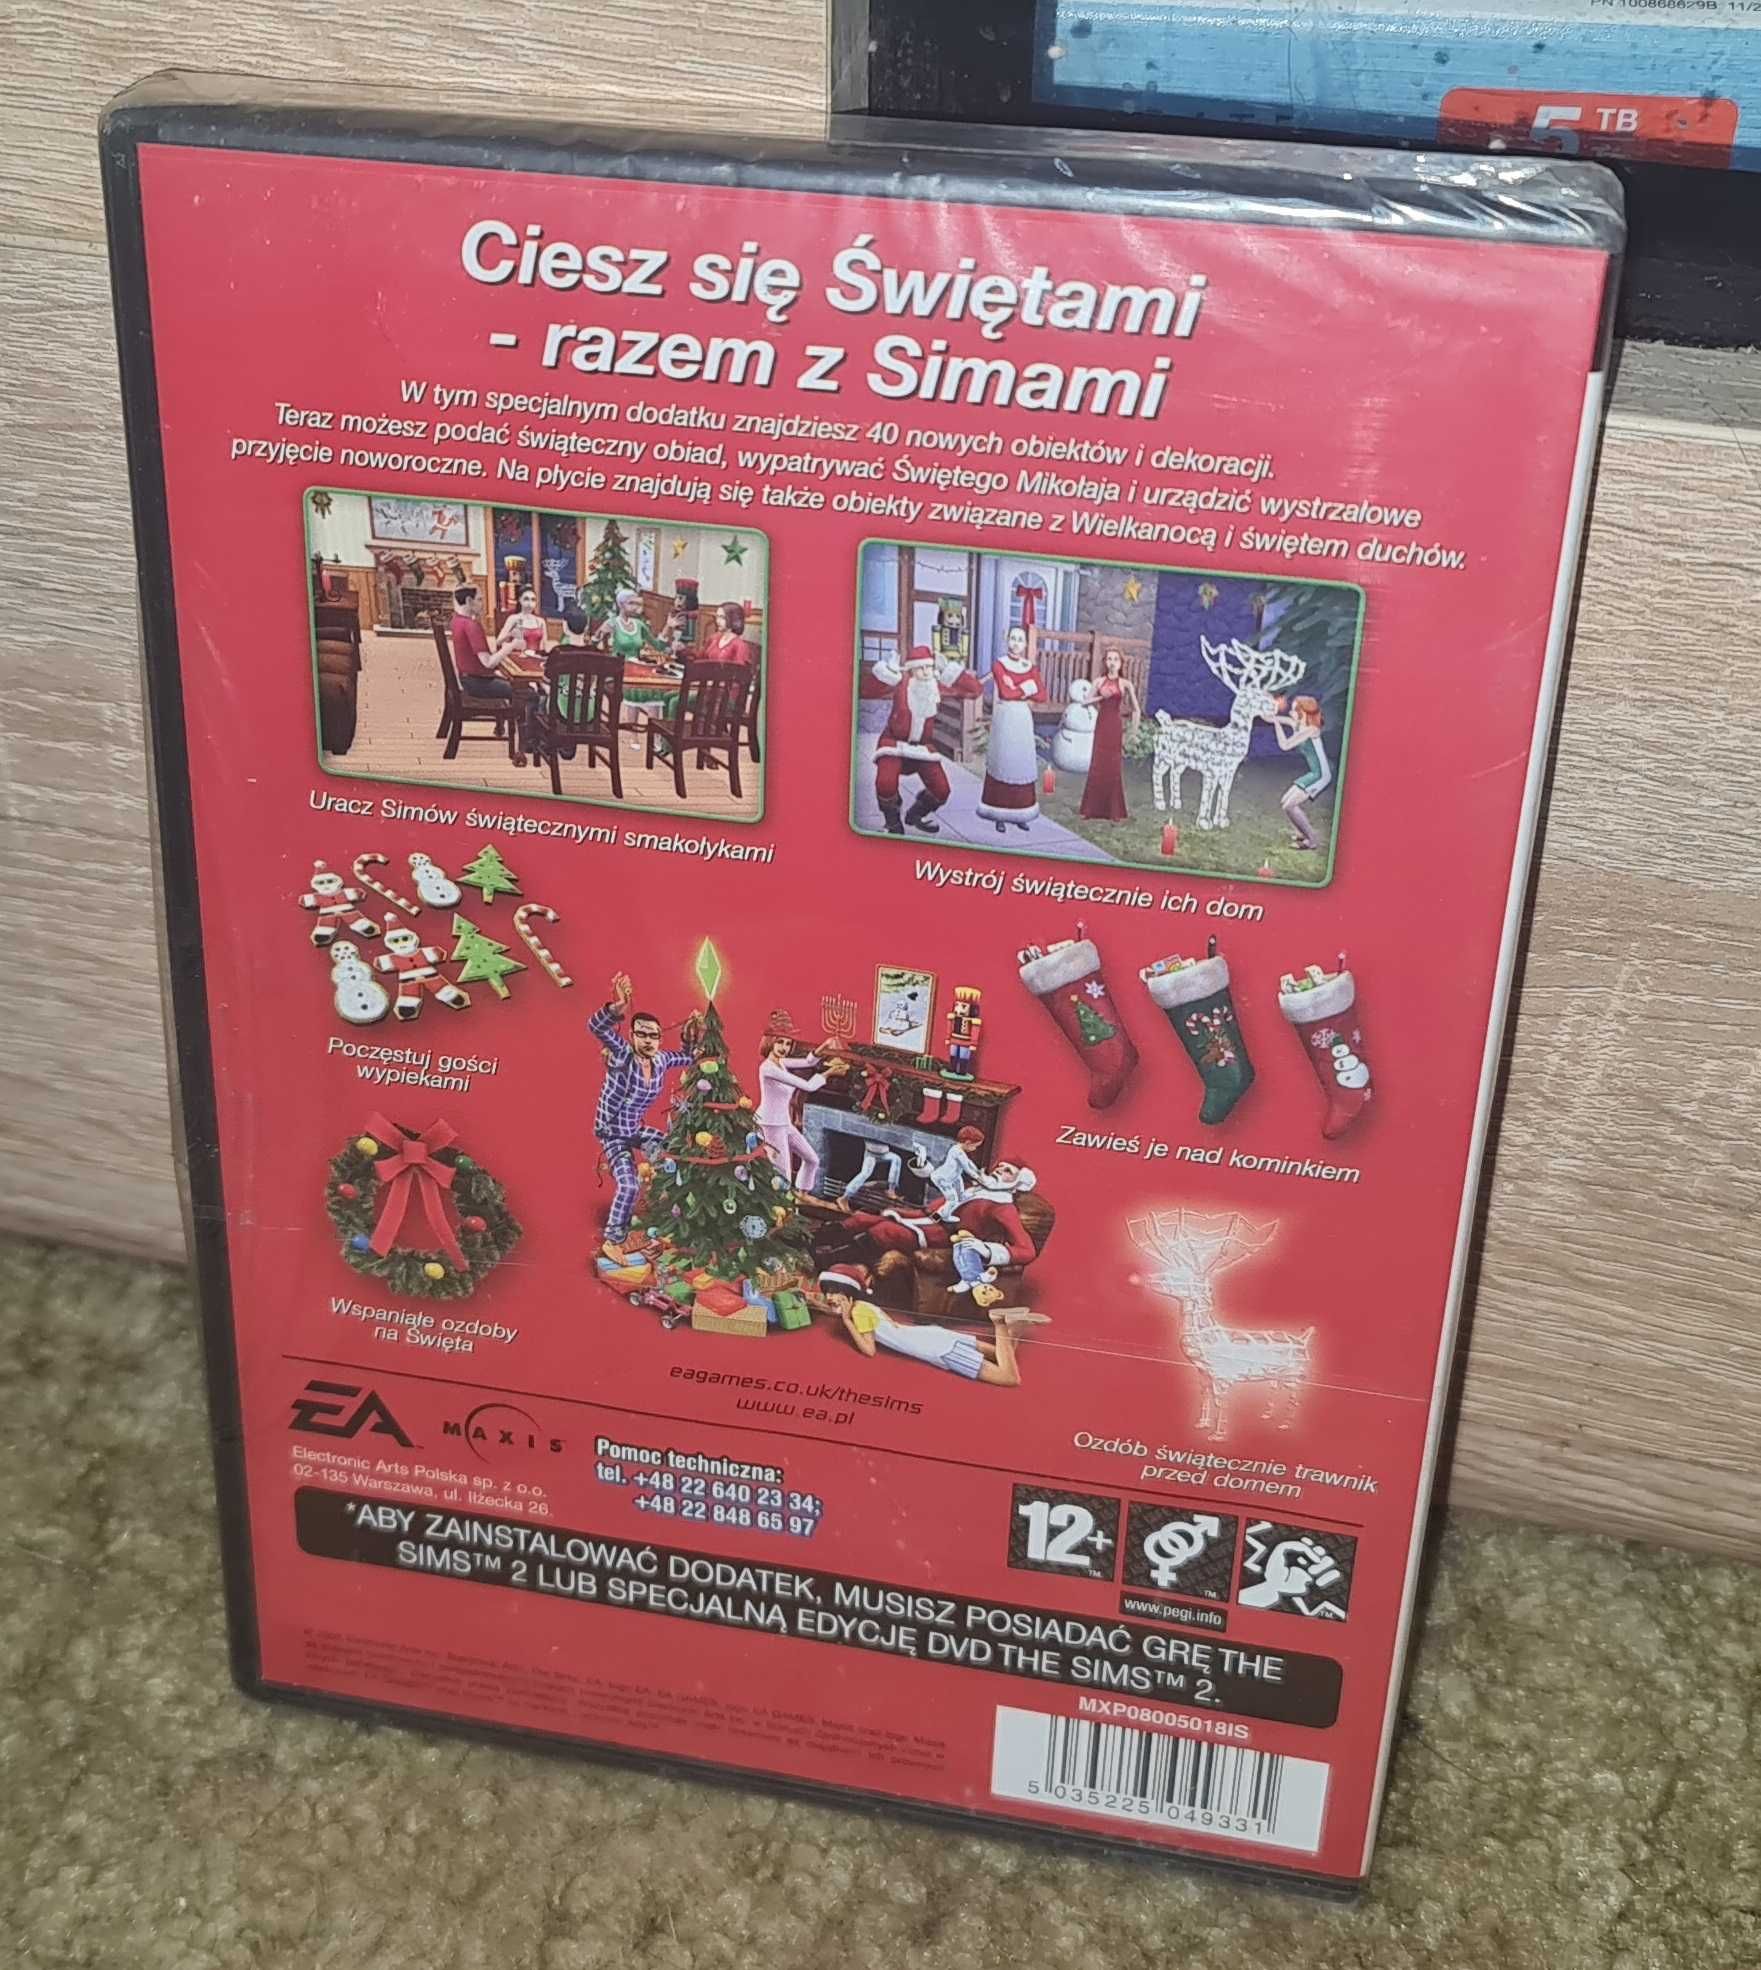 PN 100868629B 11/2
5 TB
Ciesz się Świętami
- razem z Simami
W tym specjalnym dodatku znajdziesz 40 nowych obiektów i dekoracji.
Teraz możesz podać świąteczny obiad, wypatrywać Świętego Mikołaja i urządzić wystrzałowe
przyjęcie noworoczne. Na płycie znajdują się także obiekty związane z Wielkanocą i świętem duchów.
Uracz Simów świątecznymi smakołykami
Wystrój świątecznie ich dom
Poczęstuj gości
wypiekami
Zawieś je nad kominkiem
Wspaniałe ozdoby
na Święta
eagames.co.uk/thesims
www.ea.pl
Ozdób świątecznie trawnik
przed domem
EA
MAXIS
Electronic Arts Polska sp. z o.o.
02-135 Warszawa, ul. Iłżecka 26.
Pomoc techniczna:
tel. +48 22 640 23 34;
+48 22 848 65 97
12+
www.pegi.info
*ABY ZAINSTALOWAĆ DODATEK, MUSISZ POSIADAĆ GRĘ THE
SIMS™ 2 LUB SPECJALNĄ EDYCJĘ DVD THE SIMS™ 2.
MXP08005018IS
5 035225 049331